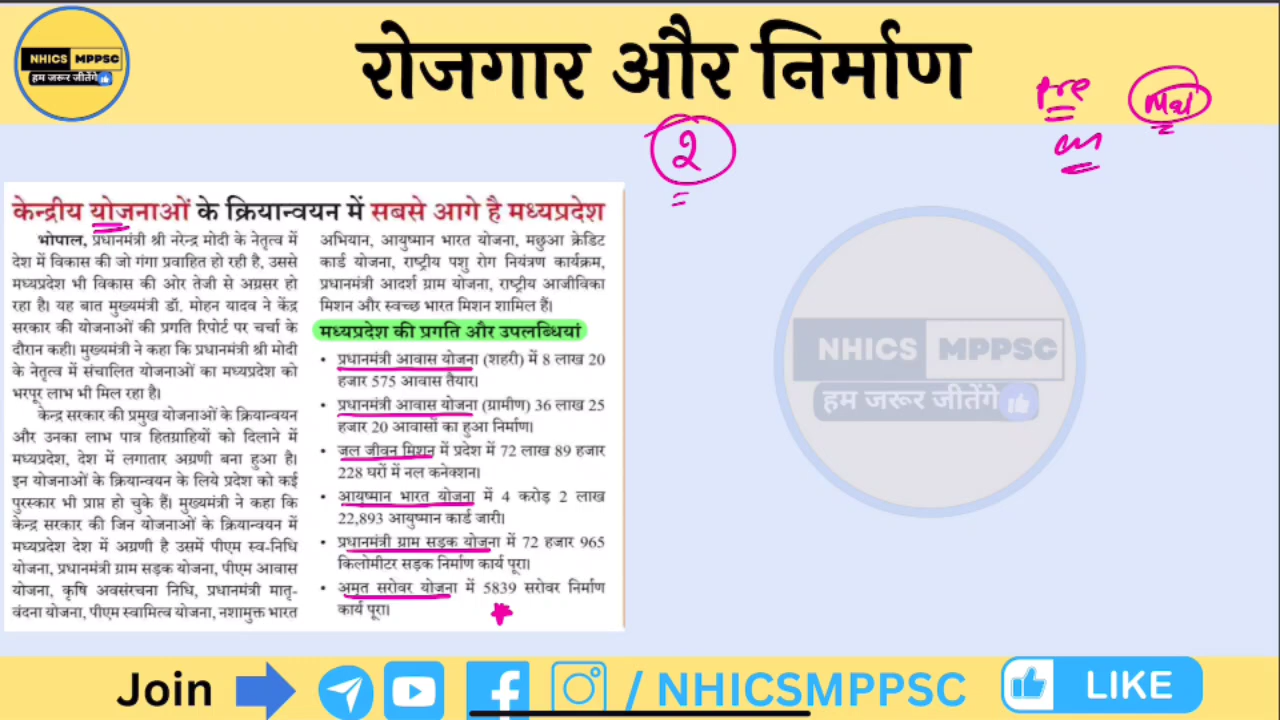 NHICS MPPSC
हम जरूर जीतेंगे
रोजगार और निर्माण
Pre
2
केन्द्रीय योजनाओं के क्रियान्वयन में सबसे आगे है मध्यप्रदेश
भोपाल, प्रधानमंत्री श्री नरेन्द्र मोदी के नेतृत्व में
देश में विकास की जो गंगा प्रवाहित हो रही है, उससे
मध्यप्रदेश भी विकास की ओर तेजी से अग्रसर हो
रहा है। यह बात मुख्यमंत्री डॉ. मोहन यादव ने केंद्र
सरकार की योजनाओं की प्रगति रिपोर्ट पर चर्चा के
दौरान कही। मुख्यमंत्री ने कहा कि प्रधानमंत्री श्री मोदी
के नेतृत्व में संचालित योजनाओं का मध्यप्रदेश को
भरपूर लाभ भी मिल रहा है।
केन्द्र सरकार की प्रमुख योजनाओं के क्रियान्वयन
और उनका लाभ पात्र हितग्राहियों को दिलाने में
मध्यप्रदेश, देश में लगातार अग्रणी बना हुआ है।
इन योजनाओं के क्रियान्वयन के लिये प्रदेश को कई
पुरस्कार भी प्राप्त हो चुके हैं। मुख्यमंत्री ने कहा कि
केन्द्र सरकार की जिन योजनाओं के क्रियान्वयन में
मध्यप्रदेश देश में अग्रणी है उसमें पीएम स्व-निधि
योजना, प्रधानमंत्री ग्राम सड़क योजना, पीएम आवास
योजना, कृषि अवसंरचना निधि, प्रधानमंत्री मातृ-
वंदना योजना, पीएम स्वामित्व योजना, नशामुक्त भारत
अभियान, आयुष्मान भारत योजना, मछुआ क्रेडिट
कार्ड योजना, राष्ट्रीय पशु रोग नियंत्रण कार्यक्रम,
प्रधानमंत्री आदर्श ग्राम योजना, राष्ट्रीय आजीविका
मिशन और स्वच्छ भारत मिशन शामिल हैं।
मध्यप्रदेश की प्रगति और उपलब्धियां
• प्रधानमंत्री आवास योजना (शहरी) में 8 लाख 20
हजार 575 आवास तैयार।
• प्रधानमंत्री आवास योजना (ग्रामीण) 36 लाख 25
हजार 20 आवासों का हुआ निर्माण।
• जल जीवन मिशन में प्रदेश में 72 लाख 89 हजार
228 घरों में नल कनेक्शन।
• आयुष्मान भारत योजना में 4 करोड़ 2 लाख
22,893 आयुष्मान कार्ड जारी।
• प्रधानमंत्री ग्राम सड़क योजना में 72 हजार 965
किलोमीटर सड़क निर्माण कार्य पूरा।
• अमृत सरोवर योजना में 5839 सरोवर निर्माण
कार्य पूरा।
NHICS MPPSC
हम जरूर जीतेंगे
Join / NHICSMPPSC LIKE